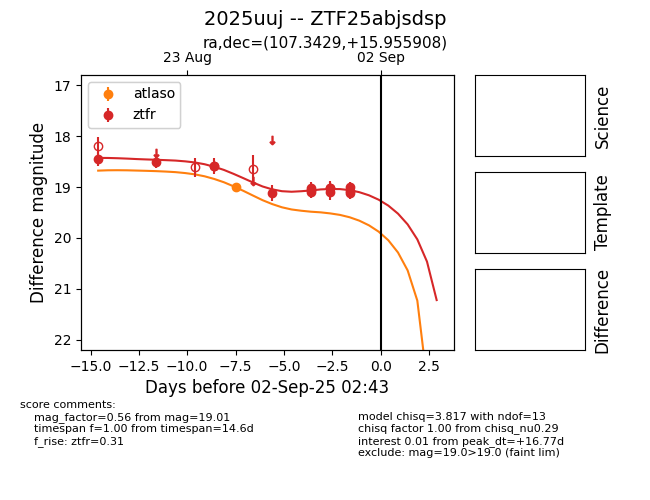 2025uuj -- ZTF25abjsdsp
ra,dec=(107.3429,+15.955908)
23 Aug
02 Sep
17
18
19
20
21
22
Difference magnitude
atlaso
ztfr
−15.0
−12.5
−10.0
−7.5
−5.0
−2.5
0.0
2.5
Days before 02-Sep-25 02:43
Science
Template
Difference
score comments:
mag_factor=0.56 from mag=19.01
timespan f=1.00 from timespan=14.6d
f_rise: ztfr=0.31
model chisq=3.817 with ndof=13
chisq factor 1.00 from chisq_nu0.29
interest 0.01 from peak_dt=+16.77d
exclude: mag=19.0>19.0 (faint lim)